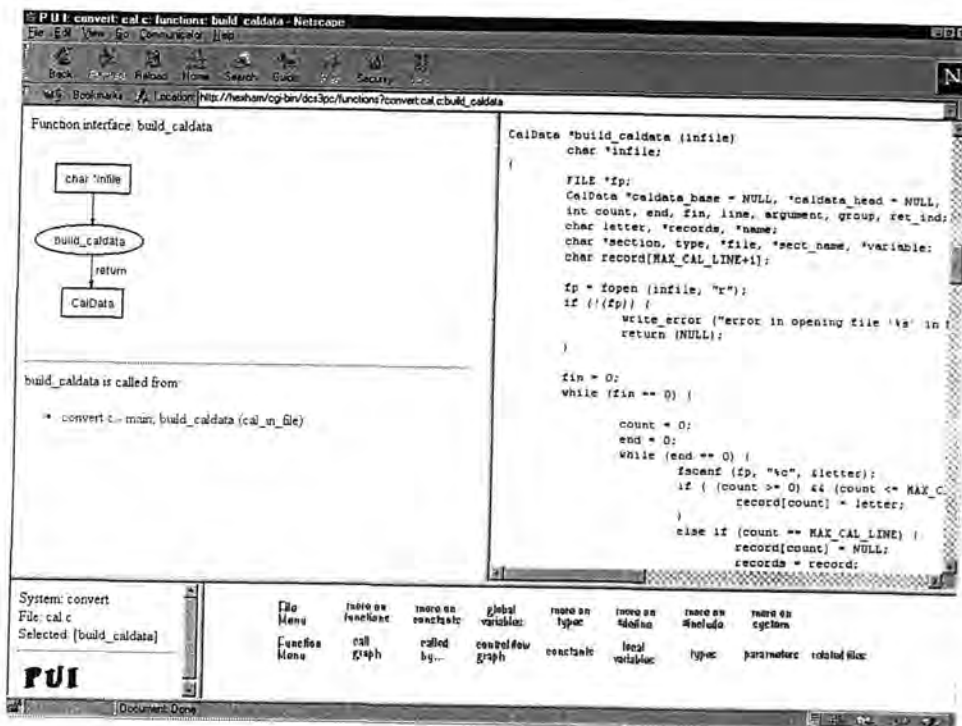 P U I: convert: cal c: functions: build_caldata - Netscape
File Edit View Go Communicator Help
Back Reload Home Search Guide Security
N
Bookmarks Location: http://hexham/cgi-bin/dcs3pc/functions?convert:cal.c:build_caldata
Function interface: build_caldata
char *infile
build_caldata
return
CalData
build_caldata is called from
convert c - main; build_caldata (cal_in_file)
CalData *build_caldata (infile)
char *infile;
{
FILE *fp;
CalData *caldata_base = NULL, *caldata_head = NULL,
int count, end, fin, line, argument, group, ret_ind;
char letter, *records, *name;
char *section, type, *file, *sect_name, *variable;
char record[MAX_CAL_LINE+1];
fp = fopen (infile, "r");
if (!(fp)) {
write_error ("error in opening file '%s' in
return (NULL);
}
fin = 0;
while (fin == 0) {
count = 0;
end = 0;
while (end == 0) {
fscanf (fp, "%c", &letter);
if ( (count >= 0) && (count <= MAX_C
record[count] = letter;
}
else if (count == MAX_CAL_LINE) {
record[count] = NULL;
records = record;
System: convert
File: cal c
Selected: [build_caldata]
PUI
File Menu
more on functions
more on constants
global variables
more on types
more on #define
more on #include
more on system
Function Menu
call graph
called by...
control flow graph
constants
local variables
types
parameters
related files
Document: Done